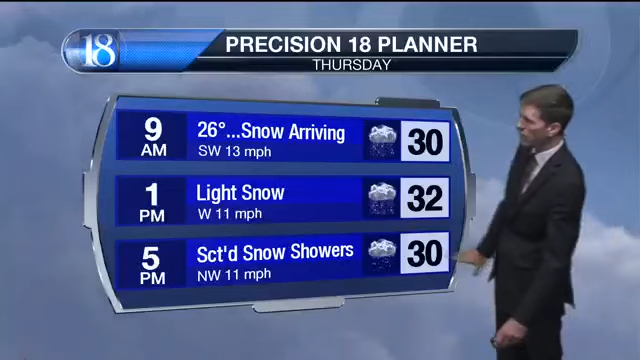 18
PRECISION 18 PLANNER
THURSDAY
9
AM
26°...Snow Arriving
SW 13 mph
30
1
PM
Light Snow
W 11 mph
32
5
PM
Sct'd Snow Showers
NW 11 mph
30